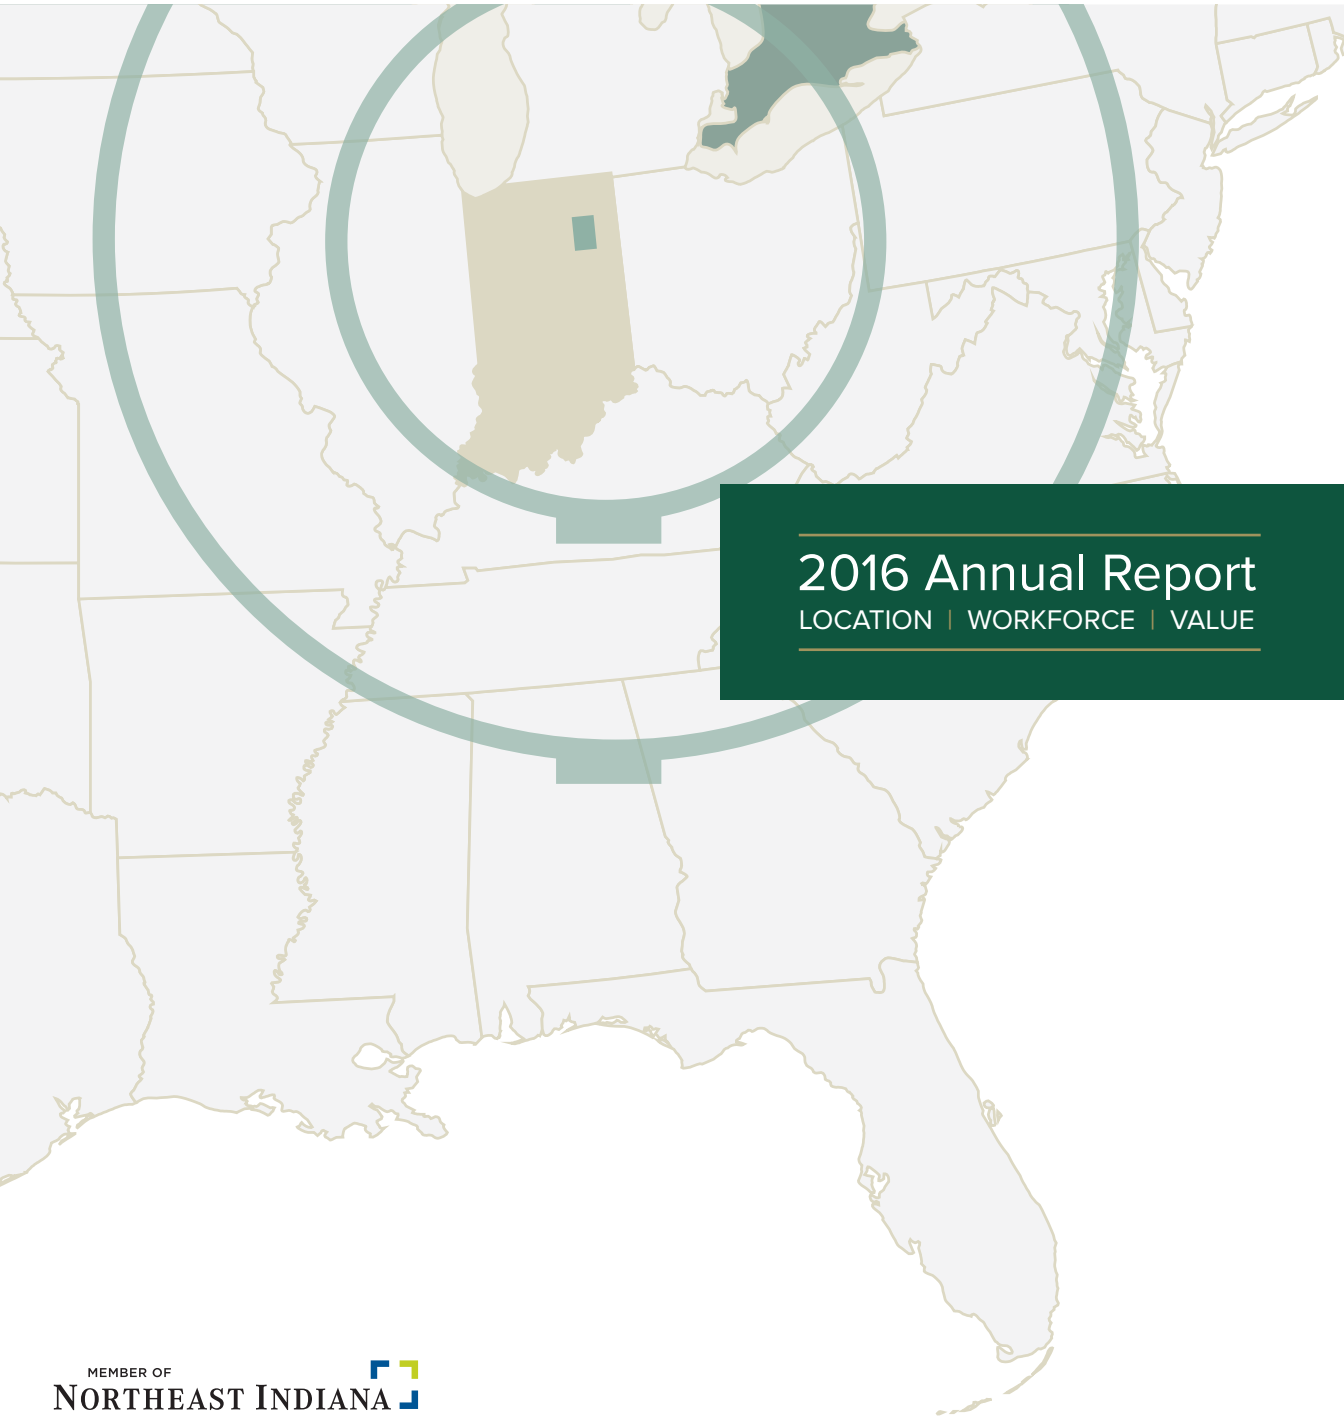 2016 Annual Report
LOCATION | WORKFORCE | VALUE
MEMBER OF
NORTHEAST INDIANA